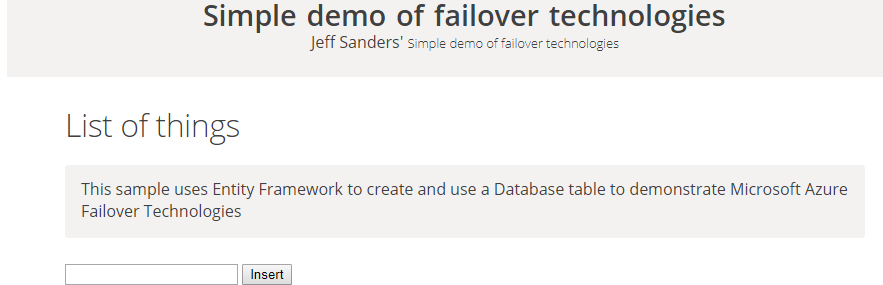 Simple demo of failover technologies
Jeff Sanders' Simple demo of failover technologies
List of things
This sample uses Entity Framework to create and use a Database table to demonstrate Microsoft Azure
Failover Technologies
Insert